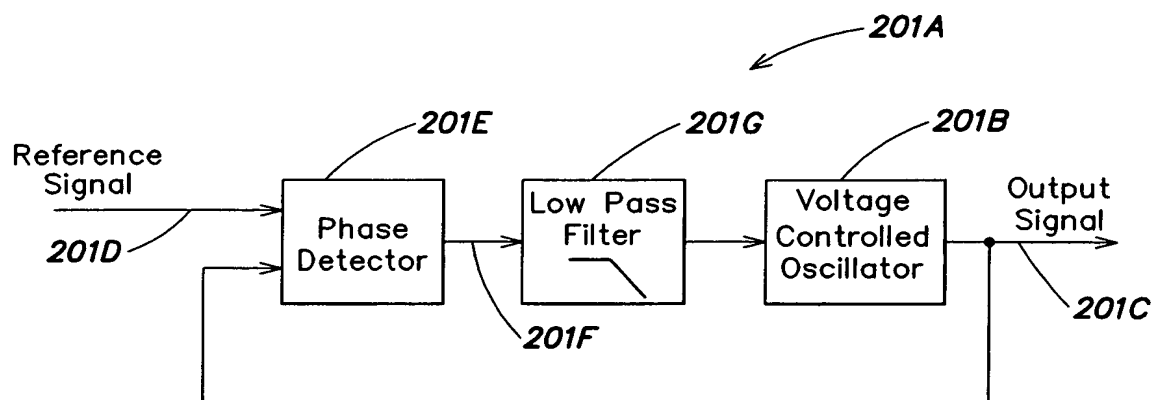 201A
201E
201G
201B
Reference
Signal
Phase
Detector
Low Pass
Filter
Voltage
Controlled
Oscillator
Output
Signal
201D
201F
201C